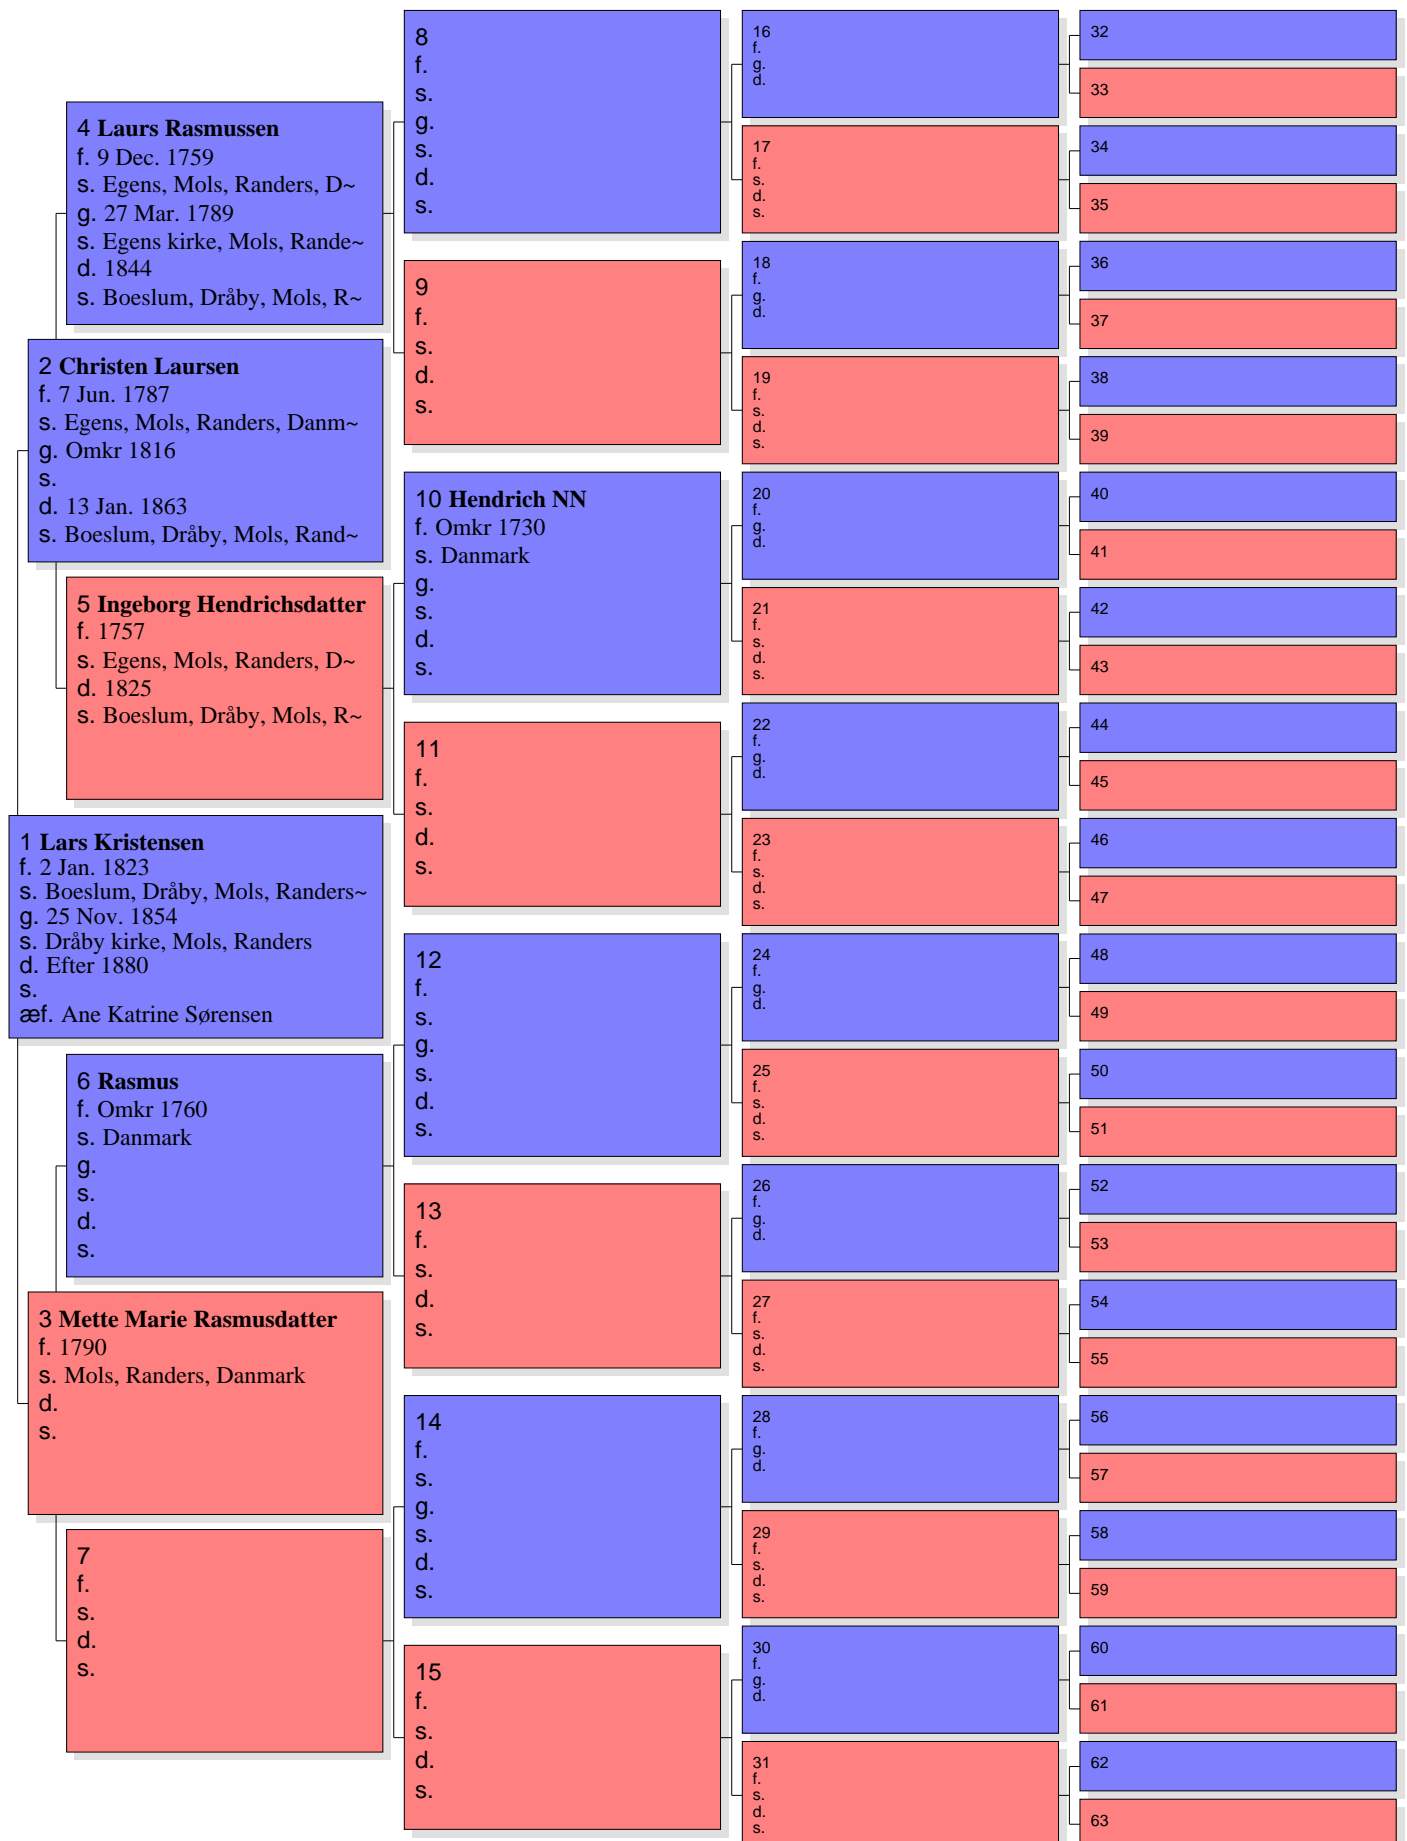 4 Laurs Rasmussen
f. 9 Dec. 1759
s. Egens, Mols, Randers, D~
g. 27 Mar. 1789
s. Egens kirke, Mols, Rande~
d. 1844
s. Boeslum, Dråby, Mols, R~
2 Christen Laursen
f. 7 Jun. 1787
s. Egens, Mols, Randers, Danm~
g. Omkr 1816
s.
d. 13 Jan. 1863
s. Boeslum, Dråby, Mols, Rand~
5 Ingeborg Hendrichsdatter
f. 1757
s. Egens, Mols, Randers, D~
d. 1825
s. Boeslum, Dråby, Mols, R~
1 Lars Kristensen
f. 2 Jan. 1823
s. Boeslum, Dråby, Mols, Randers~
g. 25 Nov. 1854
s. Dråby kirke, Mols, Randers
d. Efter 1880
s.
æf. Ane Katrine Sørensen
6 Rasmus
f. Omkr 1760
s. Danmark
g.
s.
d.
s.
3 Mette Marie Rasmusdatter
f. 1790
s. Mols, Randers, Danmark
d.
s.
7
f.
s.
d.
s.
8
f.
s.
g.
s.
d.
s.
9
f.
s.
d.
s.
10 Hendrich NN
f. Omkr 1730
s. Danmark
g.
s.
d.
s.
11
f.
s.
d.
s.
12
f.
s.
g.
s.
d.
s.
13
f.
s.
d.
s.
14
f.
s.
g.
s.
d.
s.
15
f.
s.
d.
s.
16
f.
g.
d.
17
f.
s.
d.
s.
18
f.
g.
d.
19
f.
s.
d.
s.
20
f.
g.
d.
21
f.
s.
d.
s.
22
f.
g.
d.
23
f.
s.
d.
s.
24
f.
g.
d.
25
f.
s.
d.
s.
26
f.
g.
d.
27
f.
s.
d.
s.
28
f.
g.
d.
29
f.
s.
d.
s.
30
f.
g.
d.
31
f.
s.
d.
s.
32
33
34
35
36
37
38
39
40
41
42
43
44
45
46
47
48
49
50
51
52
53
54
55
56
57
58
59
60
61
62
63